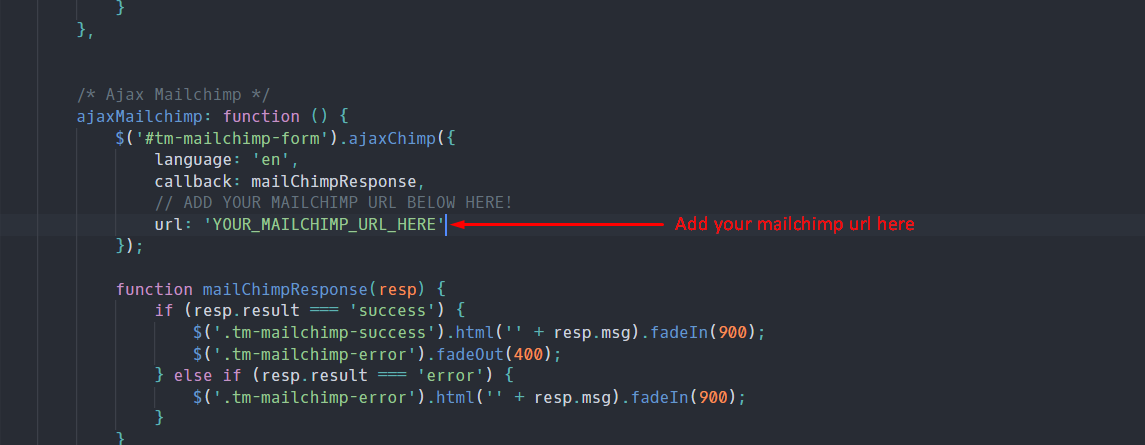 }
},
/* Ajax Mailchimp */
ajaxMailchimp: function () {
$('#tm-mailchimp-form').ajaxChimp({
language: 'en',
callback: mailChimpResponse,
// ADD YOUR MAILCHIMP URL BELOW HERE!
url: 'YOUR_MAILCHIMP_URL_HERE' Add your mailchimp url here
});
function mailChimpResponse(resp) {
if (resp.result === 'success') {
$('.tm-mailchimp-success').html('' + resp.msg).fadeIn(900);
$('.tm-mailchimp-error').fadeOut(400);
} else if (resp.result === 'error') {
$('.tm-mailchimp-error').html('' + resp.msg).fadeIn(900);
}
}